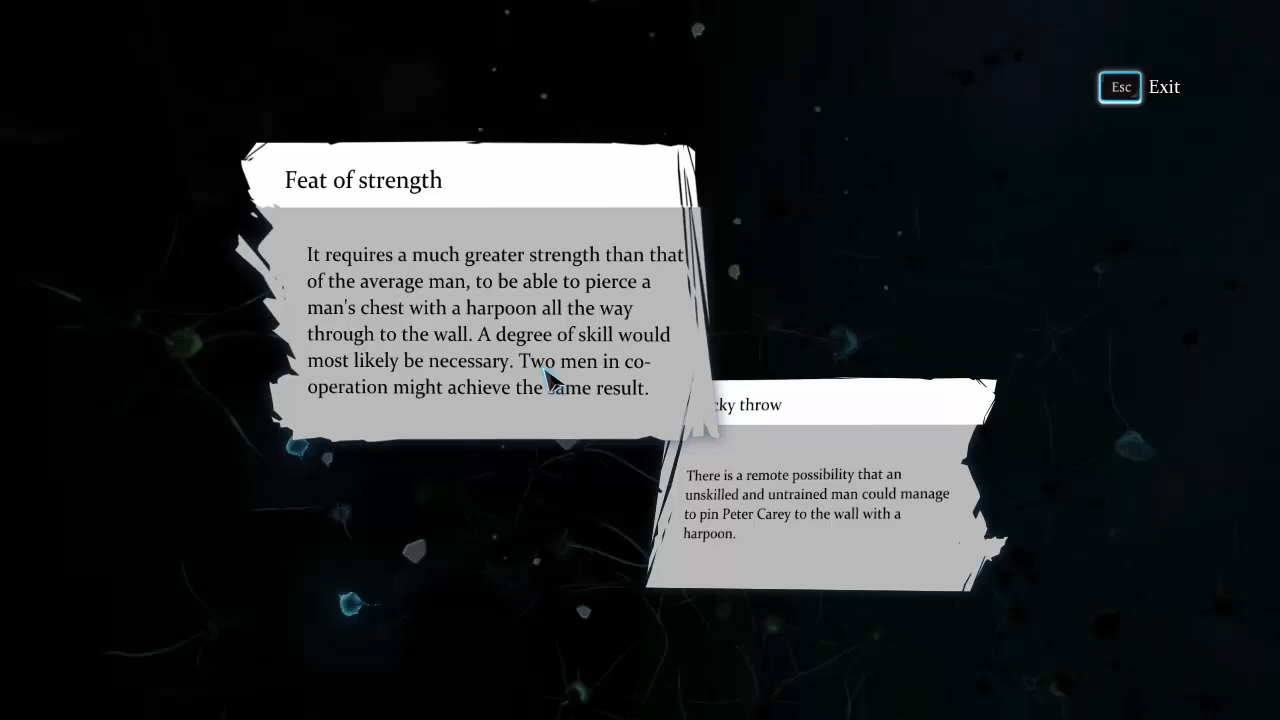 Esc Exit
Feat of strength
It requires a much greater strength than that
of the average man, to be able to pierce a
man's chest with a harpoon all the way
through to the wall. A degree of skill would
most likely be necessary. Two men in co-
operation might achieve the same result.
throw
There is a remote possibility that an
unskilled and untrained man could manage
to pin Peter Carey to the wall with a
harpoon.